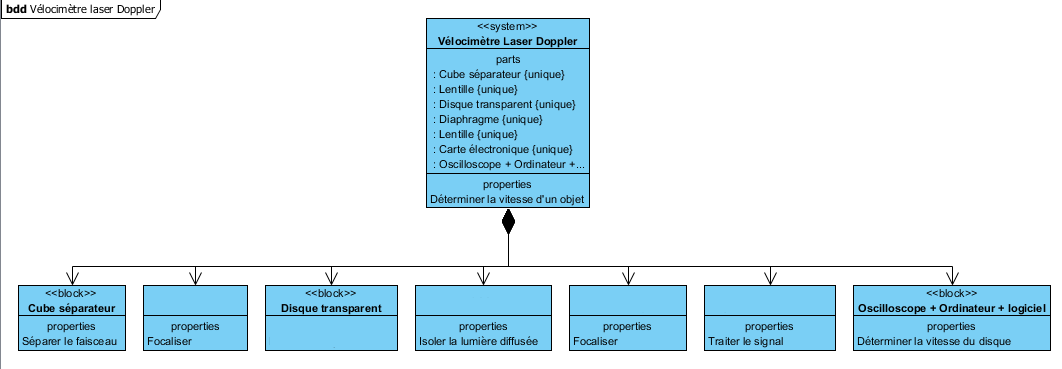 bdd Vélocimètre laser Doppler
<<system>>
Vélocimètre Laser Doppler
parts
: Cube séparateur {unique}
: Lentille {unique}
: Disque transparent {unique}
: Diaphragme {unique}
: Lentille {unique}
: Carte électronique {unique}
: Oscilloscope + Ordinateur +...
properties
Déterminer la vitesse d'un objet
<<block>>
Cube séparateur
properties
Séparer le faisceau
properties
Focaliser
<<block>>
Disque transparent
properties
Isoler la lumière diffusée
properties
Focaliser
properties
Traiter le signal
<<block>>
Oscilloscope + Ordinateur + logiciel
properties
Déterminer la vitesse du disque